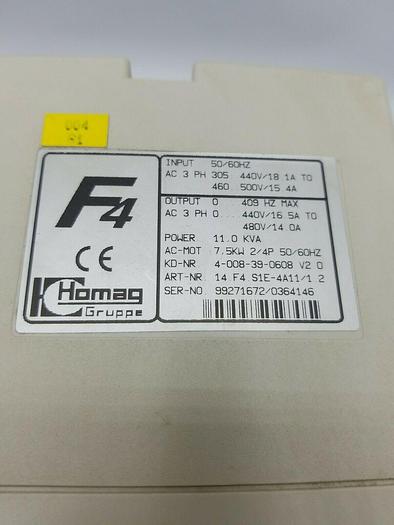 004
P1
F4
CE
Homag
Gruppe
INPUT 50/60HZ
AC 3 PH 305 440V/18 1A TO
460 500V/15.4A
OUTPUT 0 409 HZ MAX
AC 3 PH 0... 440V/16 5A TO
480V/14 0A
POWER 11.0 KVA
AC-MOT 7,5KW 2/4P 50/60HZ
KD-NR. 4-008-39-0608 V2 0
ART-NR. 14 F4 S1E-4A11/1 2
SER-NO. 99271672/0364146